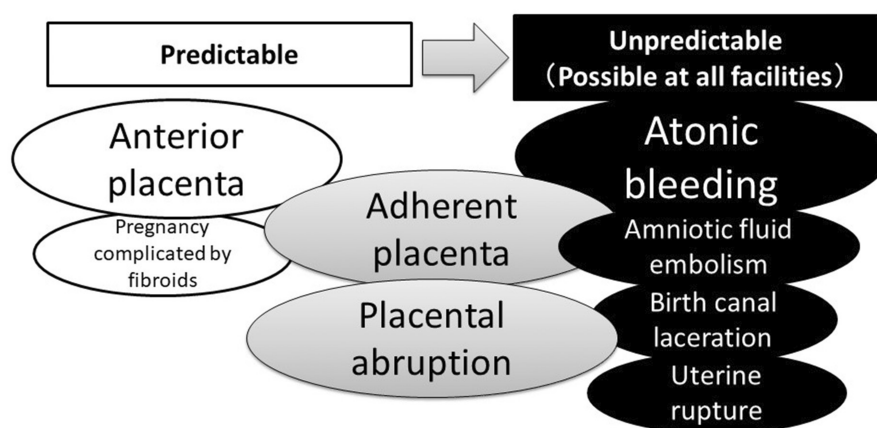 Predictable
Unpredictable
（Possible at all facilities）
Anterior
placenta
Pregnancy
complicated by
fibroids
Adherent
placenta
Placental
abruption
Atonic
bleeding
Amniotic fluid
embolism
Birth canal
laceration
Uterine
rupture